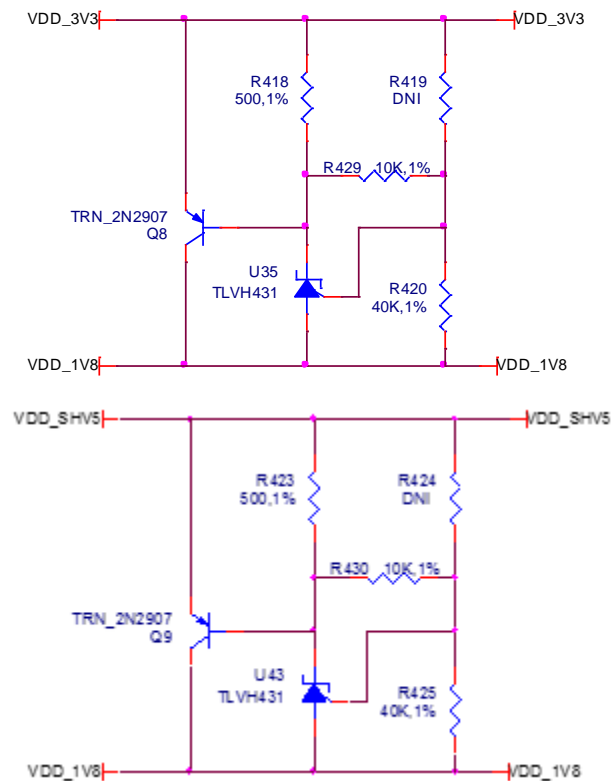 VDD_3V3 VDD_3V3
R418 R419
500,1% DNI
R429 10K,1%
TRN_2N2907
Q8
U35
TLVH431
R420
40K,1%
VDD_1V8 VDD_1V8
VDD_SHV5 VDD_SHV5
R423 R424
500,1% DNI
R430 10K,1%
TRN_2N2907
Q9
U43
TLVH431
R425
40K,1%
VDD_1V8 VDD_1V8